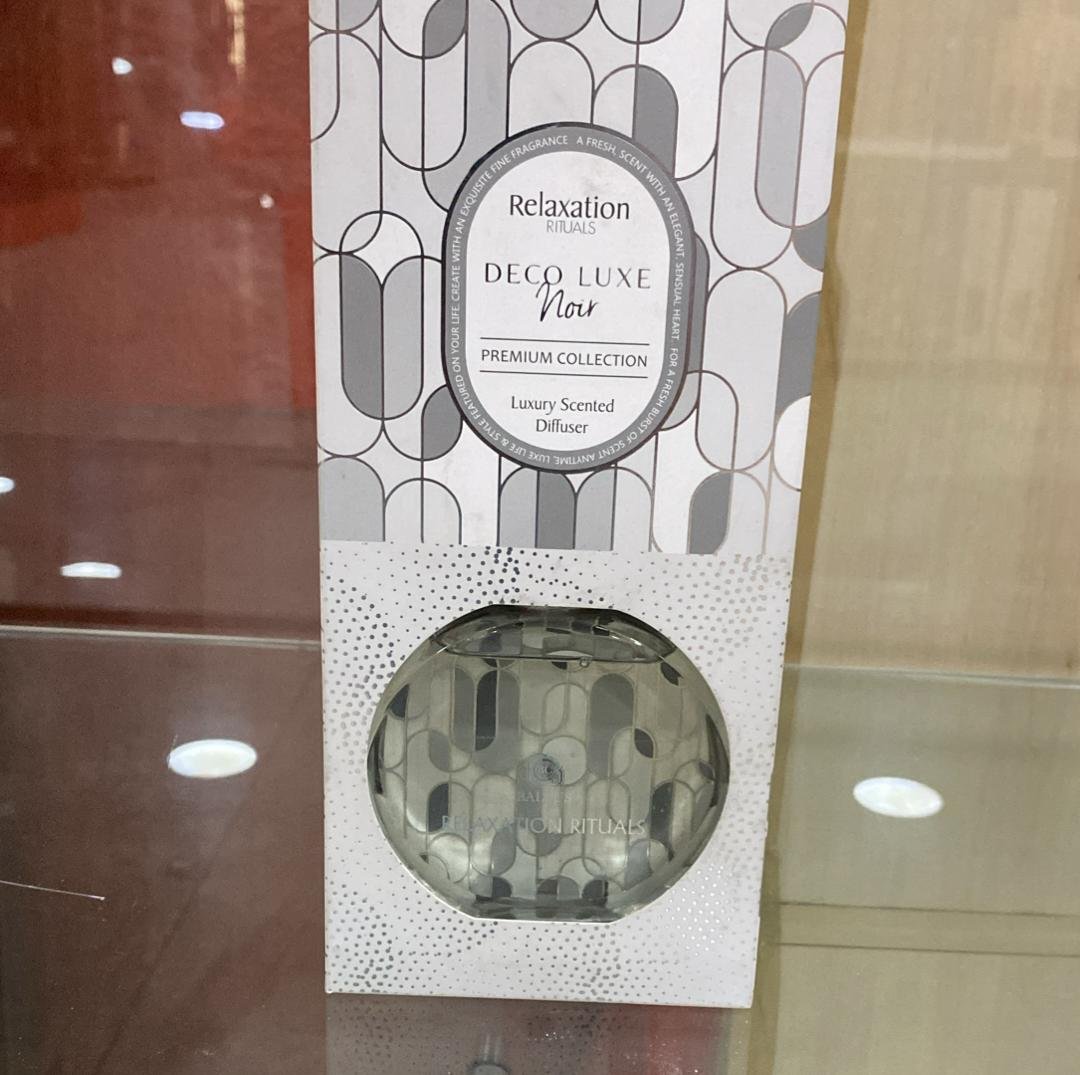 CREATE WITH AN EXQUISITE FINE FRAGRANCE A FRESH, SCENT WITH AN ELEGANT, SENSUAL HEART. FOR A FRESH BURST OF SCENT ANYTIME, LUXE LIFE & STYLE FEATURED ON YOUR LIFE.
Relaxation
RITUALS
DECO LUXE
Noir
PREMIUM COLLECTION
Luxury Scented
Diffuser
RELAXATION RITUALS